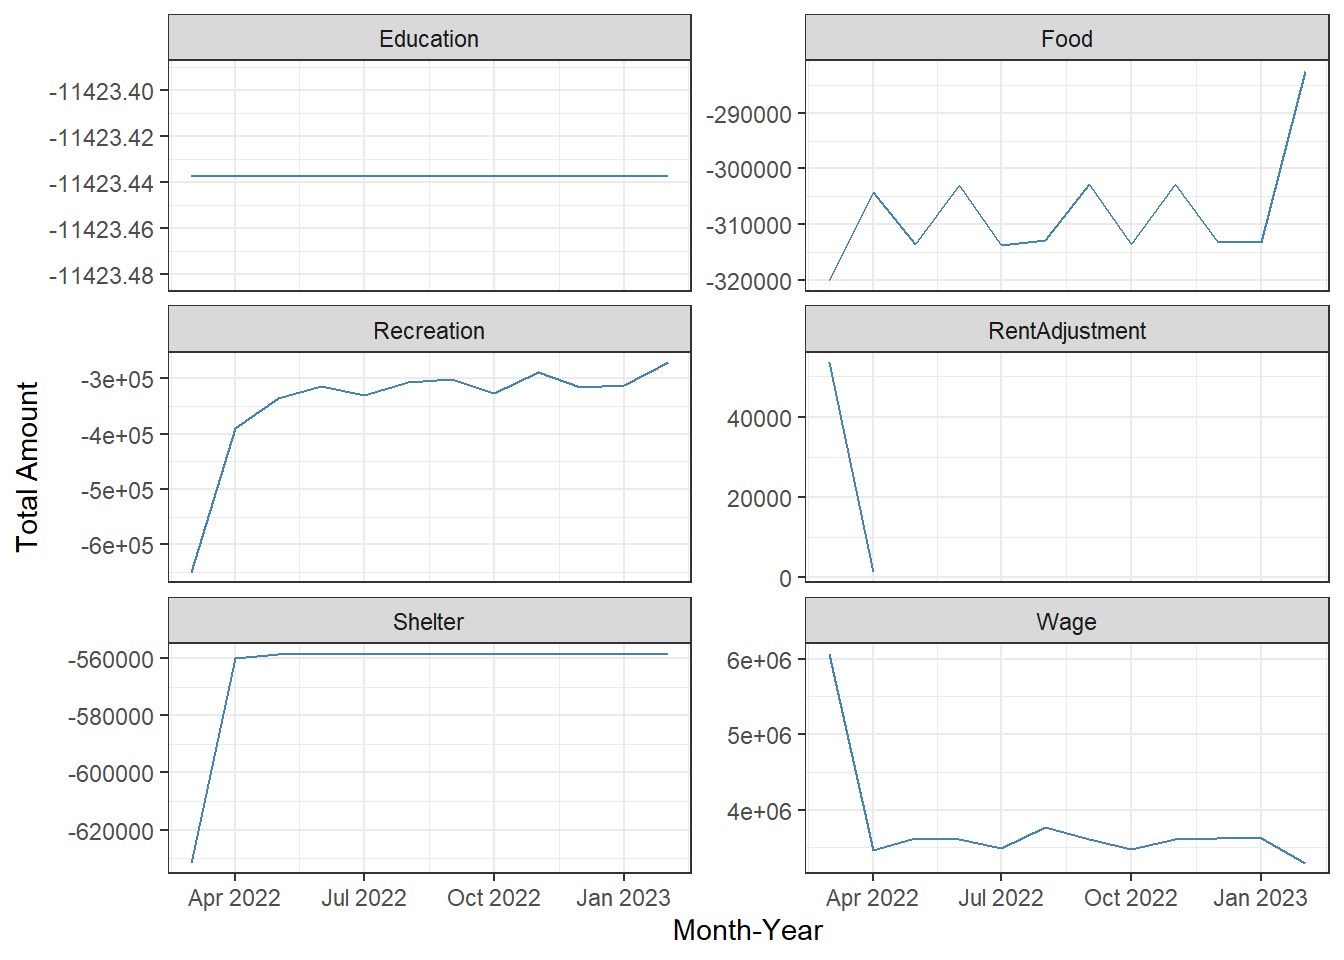 Education
Food
-11423.40
-11423.42
-11423.44
-11423.46
-11423.48
-290000
-300000
-310000
-320000
Recreation
RentAdjustment
-3e+05
-4e+05
-5e+05
-6e+05
40000
20000
0
Shelter
Wage
-560000
-580000
-600000
-620000
6e+06
5e+06
4e+06
Apr 2022 Jul 2022 Oct 2022 Jan 2023
Apr 2022 Jul 2022 Oct 2022 Jan 2023
Month-Year
Total Amount